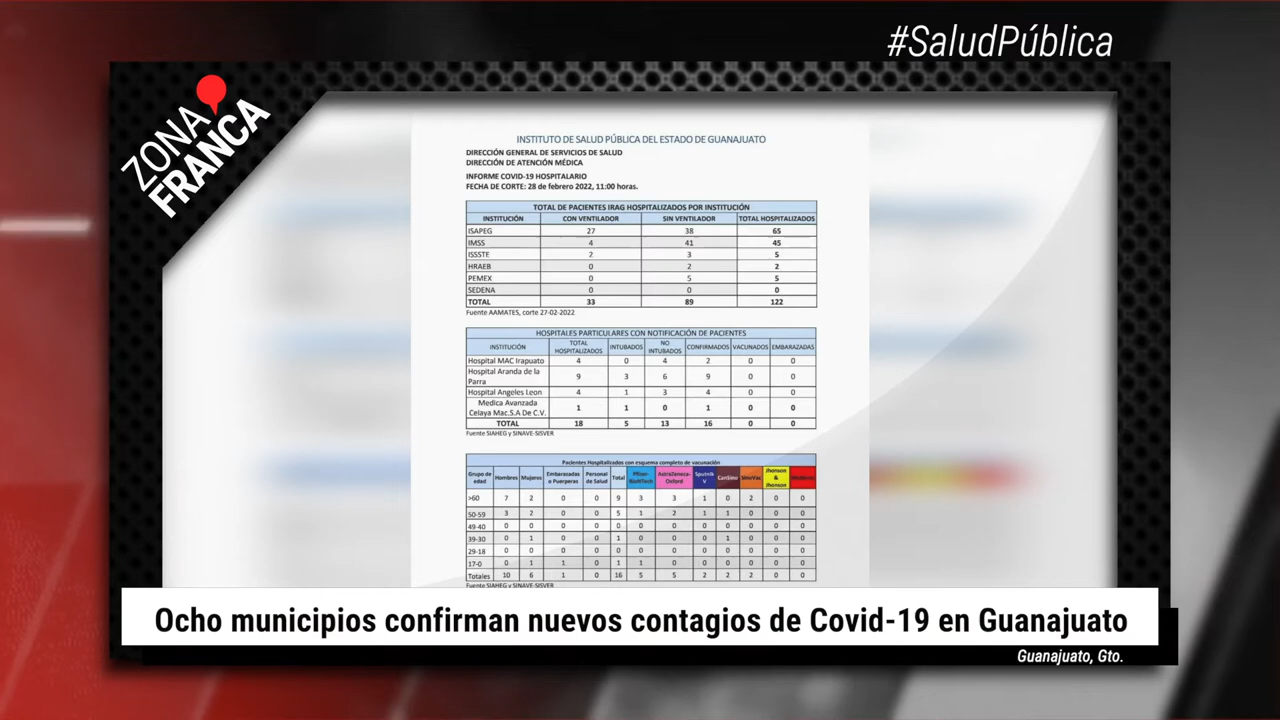 #SaludPública
ZONA
FRANCA
INSTITUTO DE SALUD PÚBLICA DEL ESTADO DE GUANAJUATO
DIRECCIÓN GENERAL DE SERVICIOS DE SALUD
DIRECCIÓN DE ATENCIÓN MÉDICA
INFORME COVID-19 HOSPITALARIO
FECHA DE CORTE: 28 de febrero 2022, 11:00 horas.
TOTAL DE PACIENTES IRAG HOSPITALIZADOS POR INSTITUCIÓN
INSTITUCIÓN CON VENTILADOR SIN VENTILADOR TOTAL HOSPITALIZADOS
ISAPEG 27 38 65
IMSS 4 41 45
ISSSTE 2 3 5
HRAEB 0 2 2
PEMEX 0 5 5
SEDENA 0 0 0
TOTAL 33 89 122
Fuente AAMATES, corte 27-02-2022
HOSPITALES PARTICULARES CON NOTIFICACIÓN DE PACIENTES
INSTITUCIÓN TOTAL HOSPITALIZADOS INTUBADOS NO INTUBADOS CONFIRMADOS VACUNADOS EMBARAZADAS
Hospital MAC Irapuato 4 0 4 2 0 0
Hospital Aranda de la Parra 9 3 6 9 0 0
Hospital Angeles Leon 4 1 3 4 0 0
Medica Avanzada Celaya Mac.S.A De C.V. 1 1 0 1 0 0
TOTAL 18 5 13 16 0 0
Fuente SIAHEG y SINAVE-SISVER
Pacientes Hospitalizados con esquema completo de vacunación
Grupo de edad Hombres Mujeres Embarazadas o Puerperas Personal de Salud Total Pfizer-BioNTech AstraZeneca-Oxford Sputnik V Cansino SinoVac Jhonson & Jhonson
>60 7 2 0 0 9 3 3 1 0 2 0 0
50-59 3 2 0 0 5 1 2 1 1 0 0 0
49-40 0 0 0 0 0 0 0 0 0 0 0 0
39-30 0 1 0 0 1 0 0 0 1 0 0 0
29-18 0 0 0 0 0 0 0 0 0 0 0 0
17-0 0 1 1 0 1 1 0 0 0 0 0 0
Totales 10 6 1 0 16 5 5 2 2 2 0 0
Fuente SIAHEG y SINAVE-SISVER
Ocho municipios confirman nuevos contagios de Covid-19 en Guanajuato
Guanajuato, Gto.